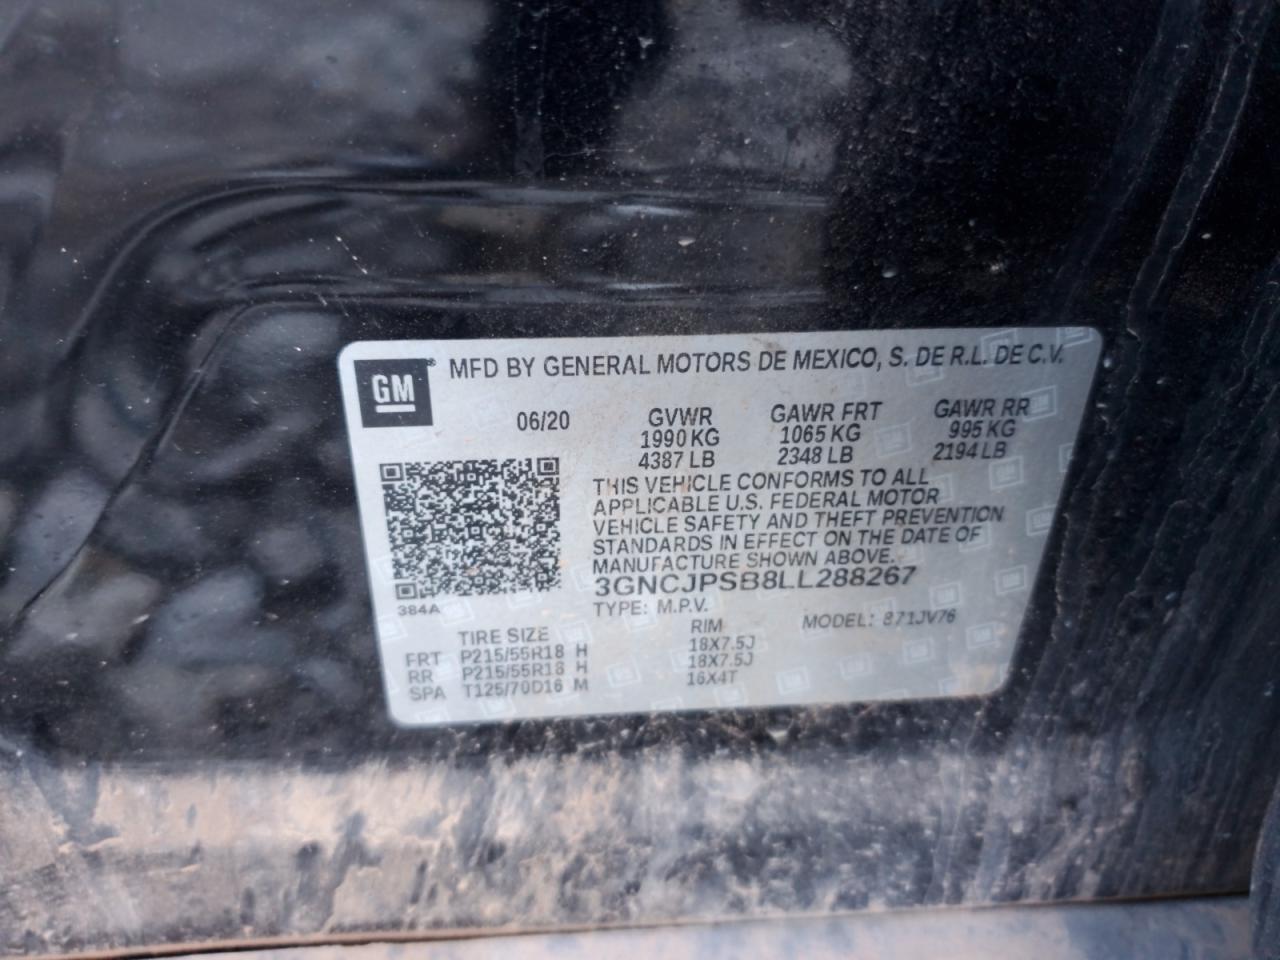 GM
MFD BY GENERAL MOTORS DE MEXICO, S. DE R.L. DE C.V.
06/20 GVWR GAWR FRT GAWR RR
1990 KG 1065 KG 995 KG
4387 LB 2348 LB 2194 LB
THIS VEHICLE CONFORMS TO ALL
APPLICABLE U.S. FEDERAL MOTOR
VEHICLE SAFETY AND THEFT PREVENTION
STANDARDS IN EFFECT ON THE DATE OF
MANUFACTURE SHOWN ABOVE.
3GNCJPSB8LL288267
384A TYPE: M.P.V. MODEL: 871JV76
TIRE SIZE RIM
FRT P215/55R18 H 18X7.5J
RR P215/55R18 H 18X7.5J
SPA T125/70D16 M 16X4T